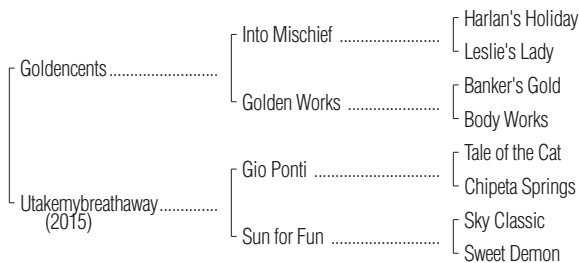 Goldencents
Into Mischief
Harlan's Holiday
Leslie's Lady
Golden Works
Banker's Gold
Body Works
Utakemybreathaway
(2015)
Gio Ponti
Tale of the Cat
Chipeta Springs
Sun for Fun
Sky Classic
Sweet Demon